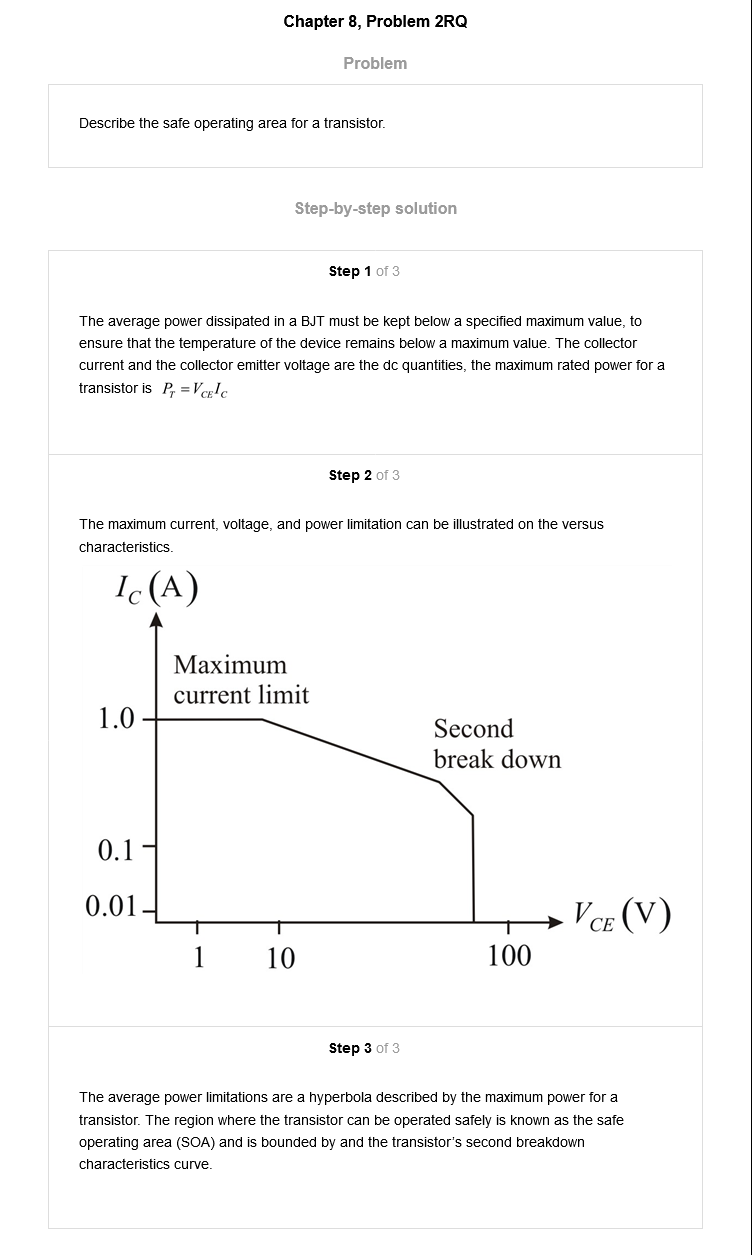 Chapter 8, Problem 2RQ
Problem
Describe the safe operating area for a transistor.
Step-by-step solution
Step 1 of 3
The average power dissipated in a BJT must be kept below a specified maximum value, to
ensure that the temperature of the device remains below a maximum value. The collector
current and the collector emitter voltage are the dc quantities, the maximum rated power for a
transistor is P_T = V_CE I_C
Step 2 of 3
The maximum current, voltage, and power limitation can be illustrated on the versus
characteristics.
I_C (A)
Maximum
current limit
1.0
Second
break down
0.1
0.01
V_CE (V)
1 10 100
Step 3 of 3
The average power limitations are a hyperbola described by the maximum power for a
transistor. The region where the transistor can be operated safely is known as the safe
operating area (SOA) and is bounded by and the transistor's second breakdown
characteristics curve.